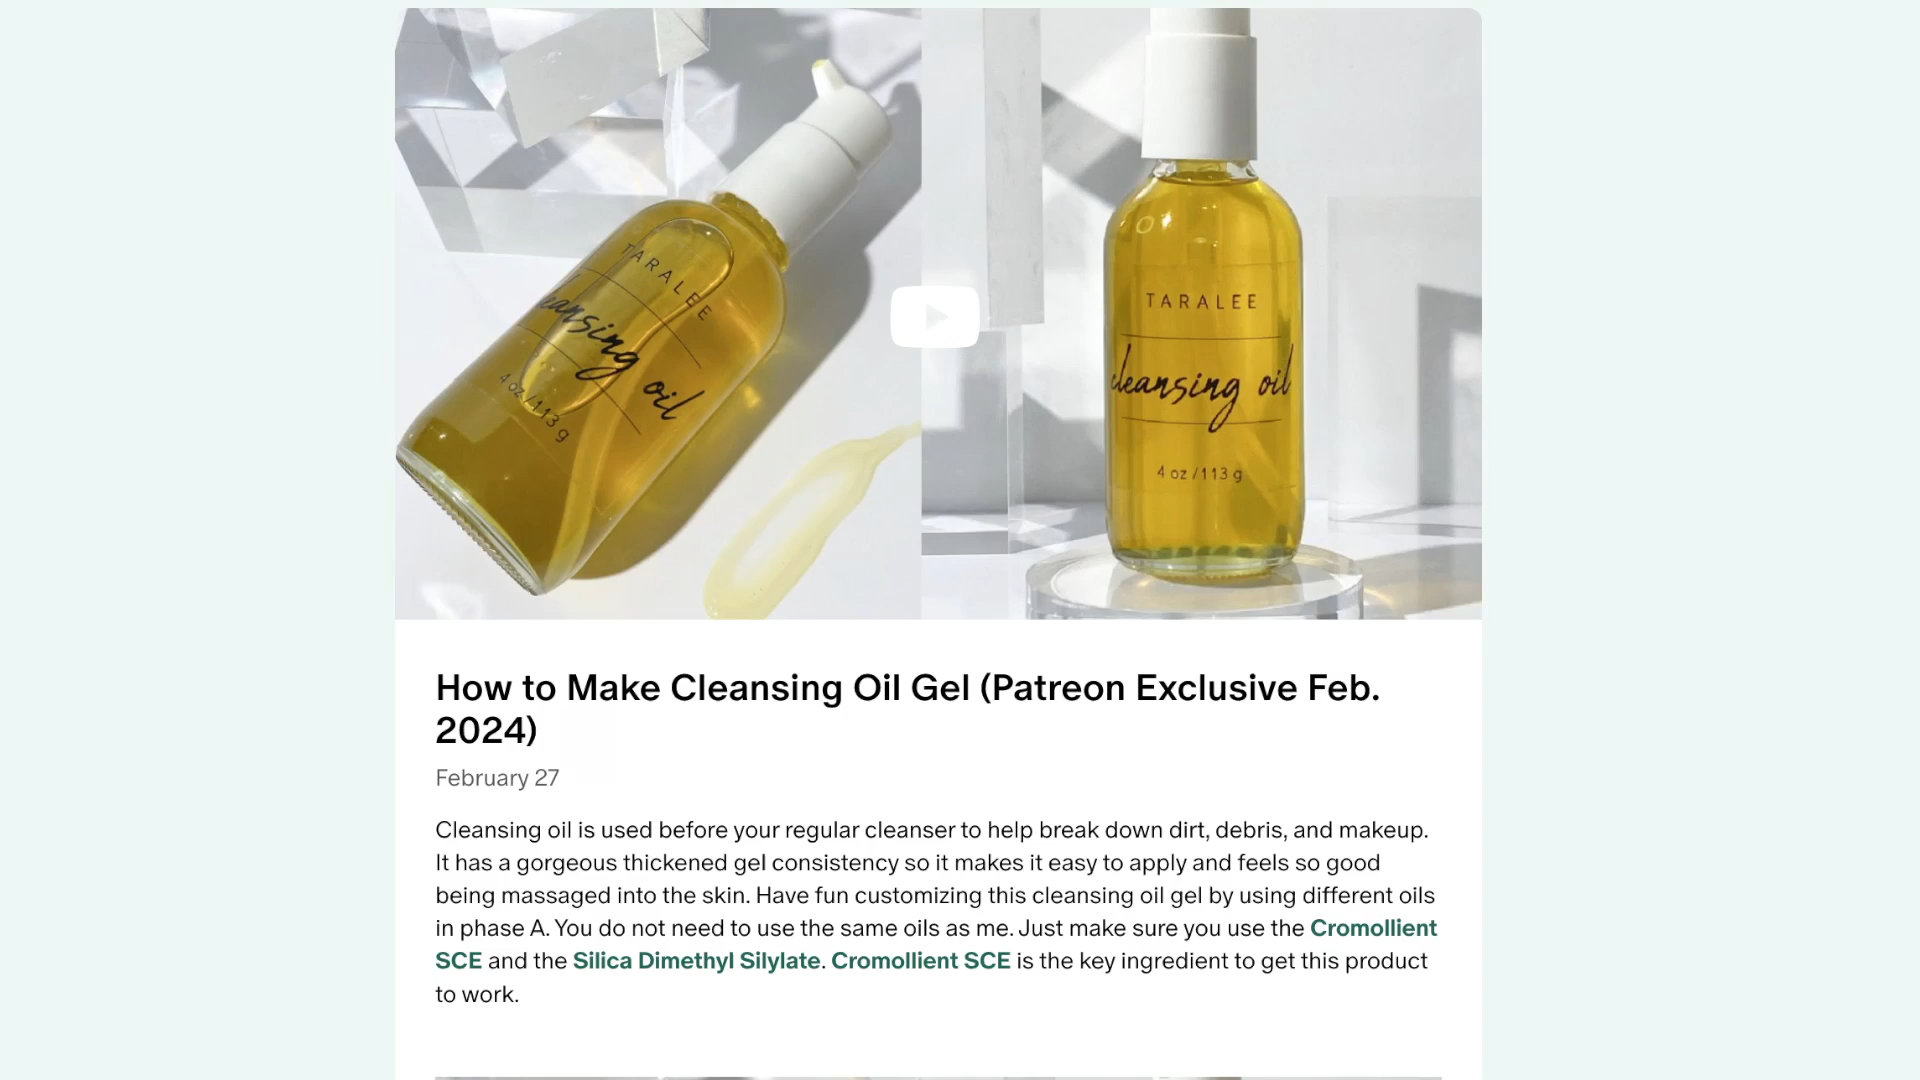 TARALEE
cleansing oil
4 oz/113 g
TARALEE
cleansing oil
4 oz/113 g
How to Make Cleansing Oil Gel (Patreon Exclusive Feb.
2024)
February 27
Cleansing oil is used before your regular cleanser to help break down dirt, debris, and makeup.
It has a gorgeous thickened gel consistency so it makes it easy to apply and feels so good
being massaged into the skin. Have fun customizing this cleansing oil gel by using different oils
in phase A. You do not need to use the same oils as me. Just make sure you use the Cromollient
SCE and the Silica Dimethyl Silylate. Cromollient SCE is the key ingredient to get this product
to work.